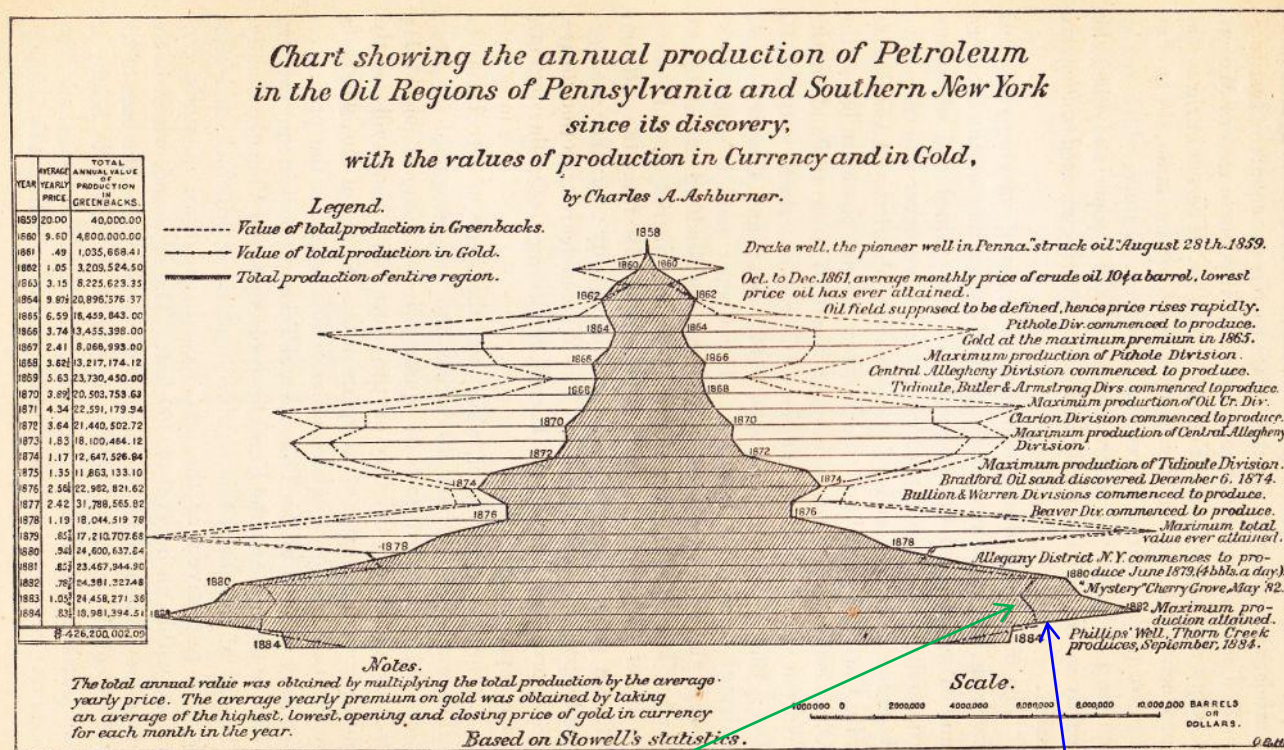 Chart showing the annual production of Petroleum
in the Oil Regions of Pennsylvania and Southern New York
since its discovery,
with the values of production in Currency and in Gold,
by Charles A. Ashburner.
YEAR AVERAGE YEARLY PRICE. TOTAL ANNUAL VALUE OF PRODUCTION IN GREENBACKS.
1859 20.00 40,000.00
1860 9.60 4,800,000.00
1861 .49 1,035,668.41
1862 1.05 3,209,524.50
1863 3.15 8,225,623.35
1864 20,896,576.37
1865 6.59 16,459,843.00
1866 3.74 13,455,398.00
1867 2.41 8,066,993.00
1868 3.62½ 13,217,174.12
1869 5.63 23,730,450.00
1870 20,503,753.63
1871 4.34 22,591,179.94
1872 3.64 21,440,502.72
1873 1.83 18,100,464.12
1874 1.17 12,647,526.84
1875 1.35 11,863,133.10
1876 22,982,821.62
1877 2.42 31,788,565.82
1878 1.19 18,044,519.78
1879 17,210,707.68
1880 24,600,637.84
1881 23,467,944.90
1882 24,381,327.48
1883 24,458,271.36
1884 18,981,394.51
426,200,002.09
Legend.
Value of total production in Greenbacks.
Value of total production in Gold.
Total production of entire region.
1858
1860 1860
1862 1862
1864 1864
1866 1866
1868 1868
1870 1870
1872 1872
1874 1874
1876 1876
1878 1878
1880 1880
1882
1884 1884
Drake well, the pioneer well in Penna. "struck oil" August 28th. 1859.
Oct. to Dec. 1861, average monthly price of crude oil 10¢ a barrel, lowest
price oil has ever attained.
Oil field supposed to be defined, hence price rises rapidly.
Pithole Div. commenced to produce.
Gold at the maximum premium in 1865.
Maximum production of Pithole Division.
Central Allegheny Division commenced to produce.
Tidioute, Butler & Armstrong Divs. commenced to produce.
Maximum production of Oil Cr. Div.
Clarion Division commenced to produce.
Maximum production of Central Allegheny
Division
Maximum production of Tidioute Division.
Bradford Oil sand discovered December 6. 1874.
Bullion & Warren Divisions commenced to produce.
Beaver Div. commenced to produce.
Maximum total
value ever attained.
Allegany District N.Y. commences to pro-
duce June 1879, (4 bbls. a day).
"Mystery" Cherry Grove, May '82.
Maximum pro-
duction attained.
Phillips' Well, Thorn Creek
produces, September, 1884.
Notes.
The total annual value was obtained by multiplying the total production by the average
yearly price. The average yearly premium on gold was obtained by taking
an average of the highest, lowest, opening and closing price of gold in currency
for each month in the year.
Based on Stowell's statistics.
Scale.
1000000 0 2000,000 4000,000 6,000,000 8,000,000 10,000,000 BARRELS
OR
DOLLARS.